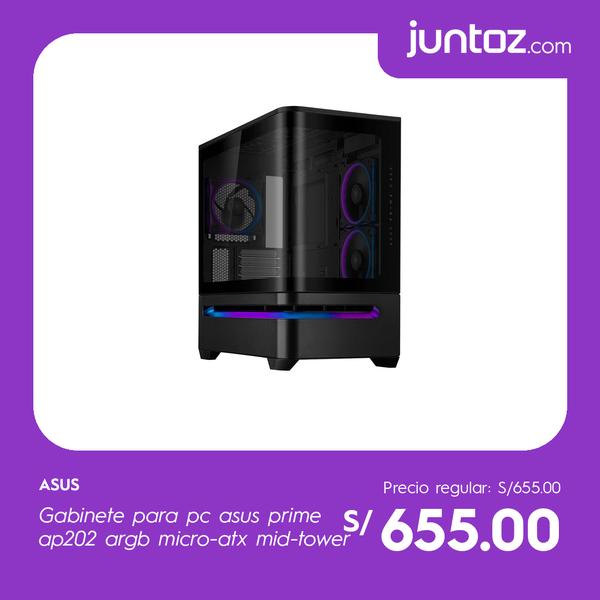 juntoz.com
ASUS
Precio regular: S/655.00
Gabinete para pc asus prime
ap202 argb micro-atx mid-tower
S/ 655.00